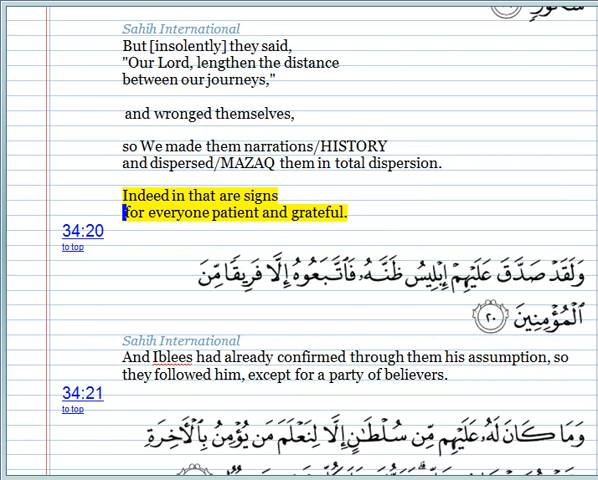 شَكُورٍ
Sahih International
But [insolently] they said,
"Our Lord, lengthen the distance
between our journeys,"
and wronged themselves,
so We made them narrations/HISTORY
and dispersed/MAZAQ them in total dispersion.
Indeed in that are signs
for everyone patient and grateful.
34:20
to top
وَلَقَدْ صَدَّقَ عَلَيْهِمْ إِبْلِيسُ ظَنَّهُۥ فَٱتَّبَعُوهُ إِلَّا فَرِيقًا مِّنَ
ٱلْمُؤْمِنِينَ ٢٠
Sahih International
And Iblees had already confirmed through them his assumption, so
they followed him, except for a party of believers.
34:21
to top
وَمَا كَانَ لَهُۥ عَلَيْهِم مِّن سُلْطَٰنٍ إِلَّا لِنَعْلَمَ مَن يُؤْمِنُ بِٱلْأَخِرَةِ